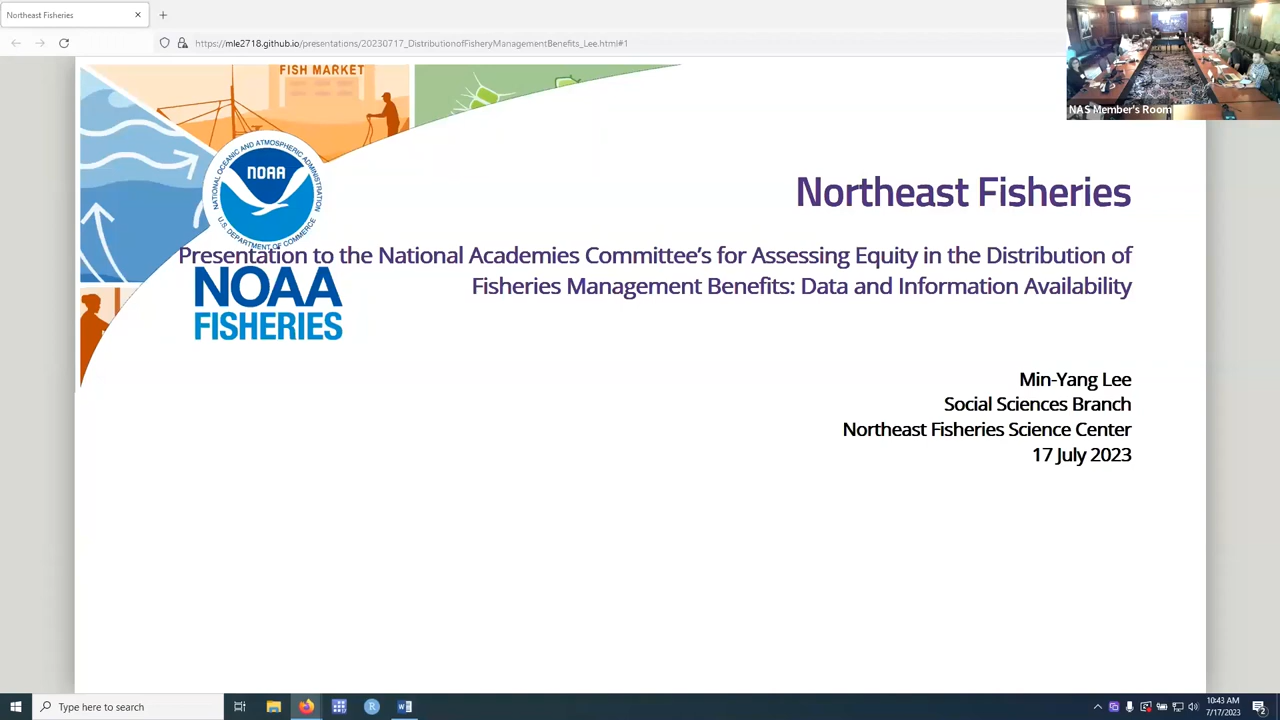 Northeast Fisheries
https://mle2718.github.io/presentations/20230717_DistributionofFisheryManagementBenefits_Lee.html#1
NAS Member's Room
FISH MARKET
NATIONAL OCEANIC AND ATMOSPHERIC ADMINISTRATION
NOAA
U.S. DEPARTMENT OF COMMERCE
NOAA
FISHERIES
Northeast Fisheries
Presentation to the National Academies Committee's for Assessing Equity in the Distribution of
Fisheries Management Benefits: Data and Information Availability
Min-Yang Lee
Social Sciences Branch
Northeast Fisheries Science Center
17 July 2023
Type here to search
10:43 AM
7/17/2023
2